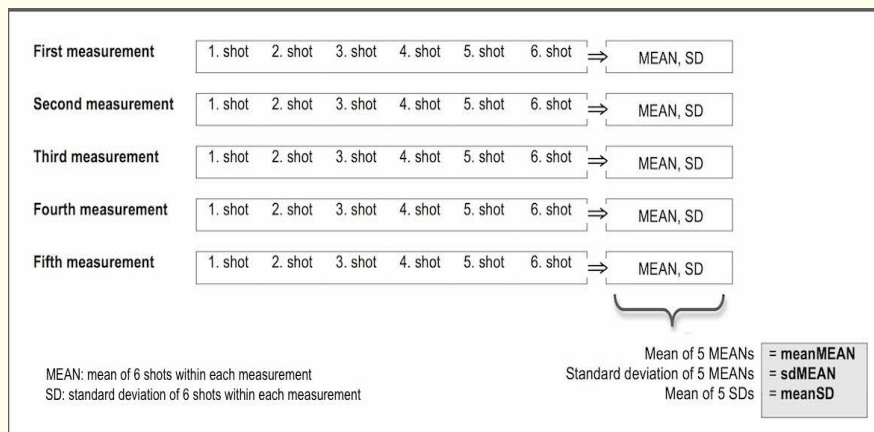 First measurement 1. shot 2. shot 3. shot 4. shot 5. shot 6. shot ⇒ MEAN, SD
Second measurement 1. shot 2. shot 3. shot 4. shot 5. shot 6. shot ⇒ MEAN, SD
Third measurement 1. shot 2. shot 3. shot 4. shot 5. shot 6. shot ⇒ MEAN, SD
Fourth measurement 1. shot 2. shot 3. shot 4. shot 5. shot 6. shot ⇒ MEAN, SD
Fifth measurement 1. shot 2. shot 3. shot 4. shot 5. shot 6. shot ⇒ MEAN, SD
Mean of 5 MEANs = meanMEAN
Standard deviation of 5 MEANs = sdMEAN
Mean of 5 SDs = meanSD
MEAN: mean of 6 shots within each measurement
SD: standard deviation of 6 shots within each measurement